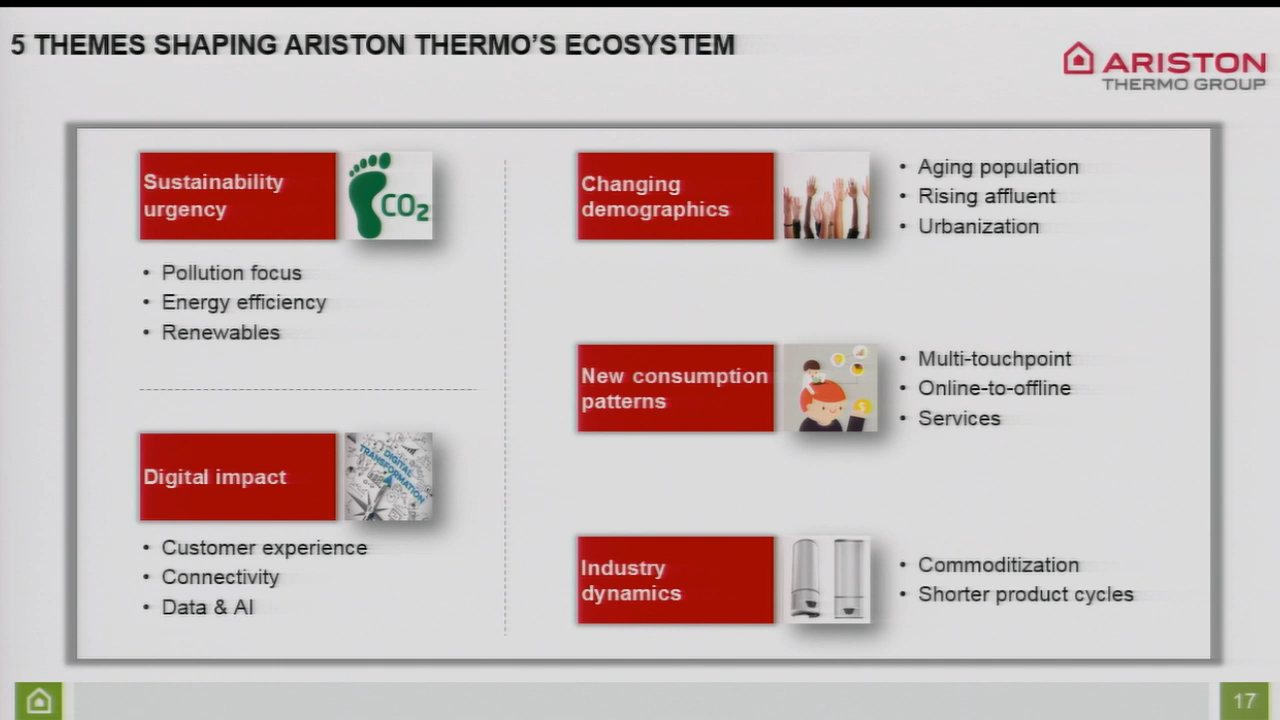 5 THEMES SHAPING ARISTON THERMO’S ECOSYSTEM
ARISTON
THERMO GROUP
Sustainability
urgency
CO2
• Pollution focus
• Energy efficiency
• Renewables
Digital impact
DIGITAL
TRANSFORMATION
• Customer experience
• Connectivity
• Data & AI
Changing
demographics
• Aging population
• Rising affluent
• Urbanization
New consumption
patterns
• Multi-touchpoint
• Online-to-offline
• Services
Industry
dynamics
• Commoditization
• Shorter product cycles
17